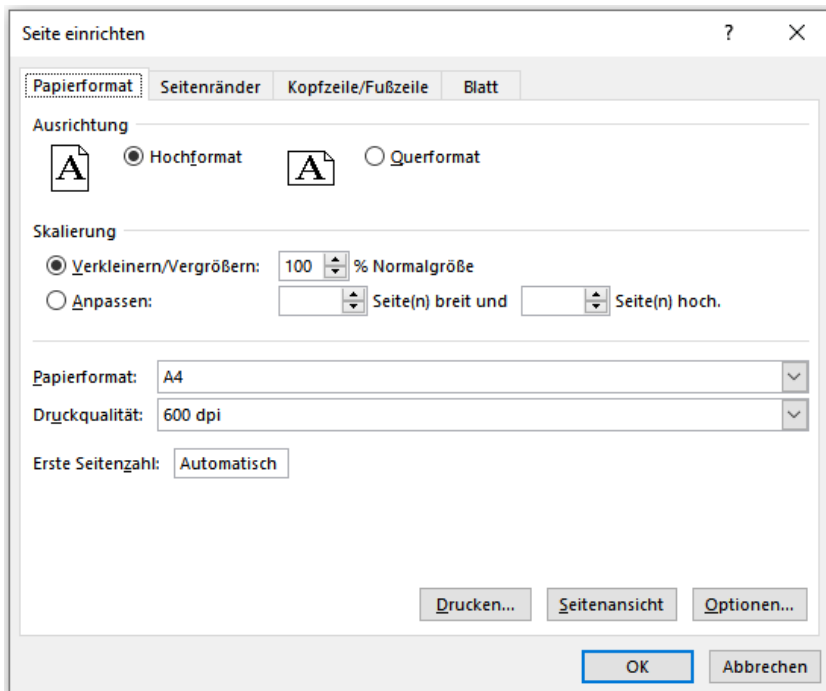 Seite einrichten ? ×
Papierformat Seitenränder Kopfzeile/Fußzeile Blatt
Ausrichtung
A Hochformat A Querformat
Skalierung
Verkleinern/Vergrößern: 100 % Normalgröße
Anpassen: Seite(n) breit und Seite(n) hoch.
Papierformat: A4
Druckqualität: 600 dpi
Erste Seitenzahl: Automatisch
Drucken... Seitenansicht Optionen...
OK Abbrechen